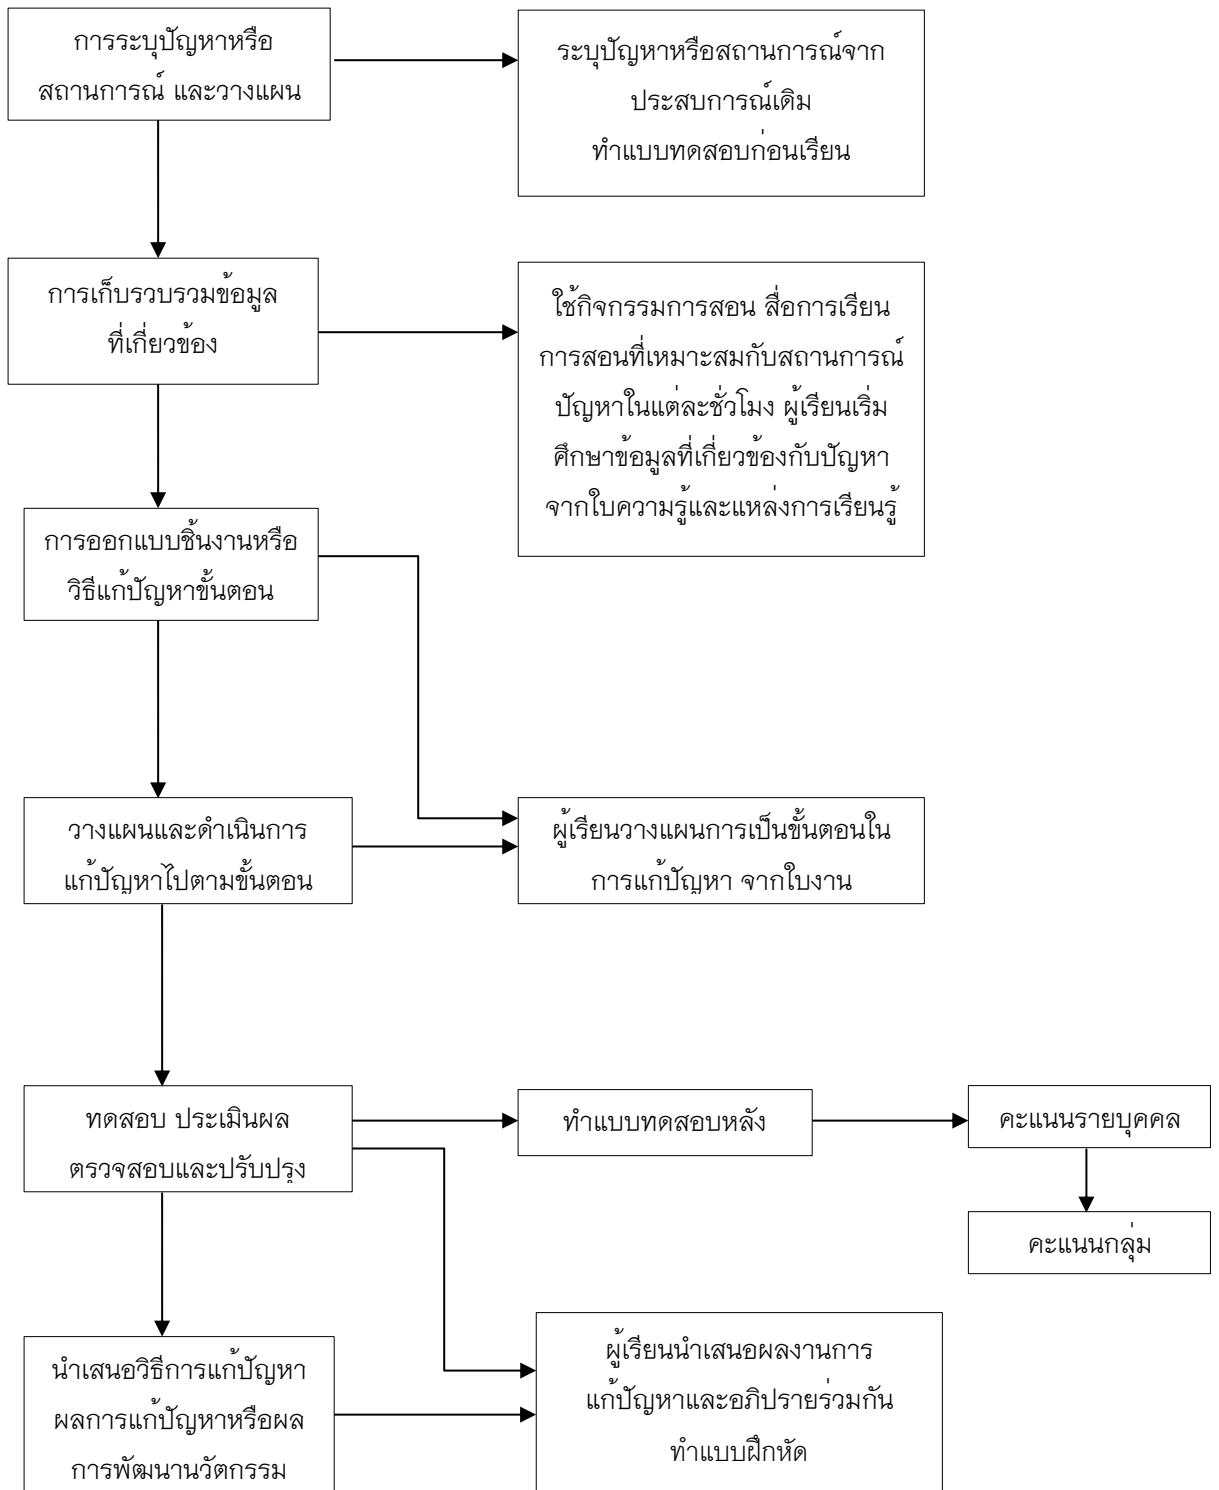 การระบุปัญหาหรือ
สถานการณ์ และวางแผน
ระบุปัญหาหรือสถานการณ์จาก
ประสบการณ์เดิม
ทำแบบทดสอบก่อนเรียน
การเก็บรวบรวมข้อมูล
ที่เกี่ยวข้อง
ใช้กิจกรรมการสอน สื่อการเรียน
การสอนที่เหมาะสมกับสถานการณ์
ปัญหาในแต่ละชั่วโมง ผู้เรียนเริ่ม
ศึกษาข้อมูลที่เกี่ยวข้องกับปัญหา
จากใบความรู้และแหล่งการเรียนรู้
การออกแบบชิ้นงานหรือ
วิธีแก้ปัญหาขั้นตอน
วางแผนและดำเนินการ
แก้ปัญหาไปตามขั้นตอน
ผู้เรียนวางแผนการเป็นขั้นตอนใน
การแก้ปัญหา จากใบงาน
ทดสอบ ประเมินผล
ตรวจสอบและปรับปรุง
ทำแบบทดสอบหลัง
คะแนนรายบุคคล
คะแนนกลุ่ม
นำเสนอวิธีการแก้ปัญหา
ผลการแก้ปัญหาหรือผล
การพัฒนานวัตกรรม
ผู้เรียนนำเสนอผลงานการ
แก้ปัญหาและอภิปรายร่วมกัน
ทำแบบฝึกหัด